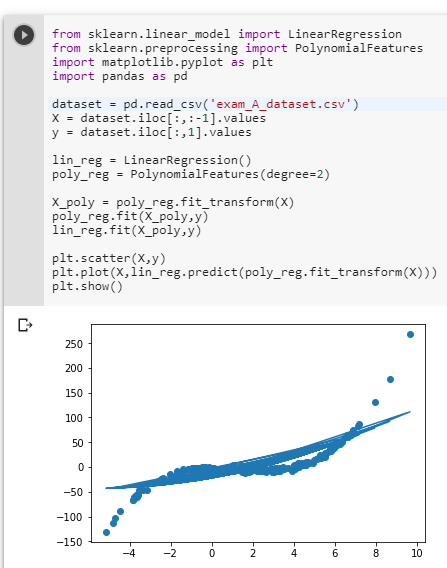 from sklearn.linear_model import LinearRegression
from sklearn.preprocessing import PolynomialFeatures
import matplotlib.pyplot as plt
import pandas as pd
dataset = pd.read_csv('exam_A_dataset.csv')
X = dataset.iloc[:,:-1].values
y = dataset.iloc[:,1].values
lin_reg = LinearRegression()
poly_reg = PolynomialFeatures(degree=2)
X_poly = poly_reg.fit_transform(X)
poly_reg.fit(X_poly,y)
lin_reg.fit(X_poly,y)
plt.scatter(X,y)
plt.plot(X,lin_reg.predict(poly_reg.fit_transform(X)))
plt.show()
250
200
150
100
50
0
−50
−100
−150
−4 −2 0 2 4 6 8 10